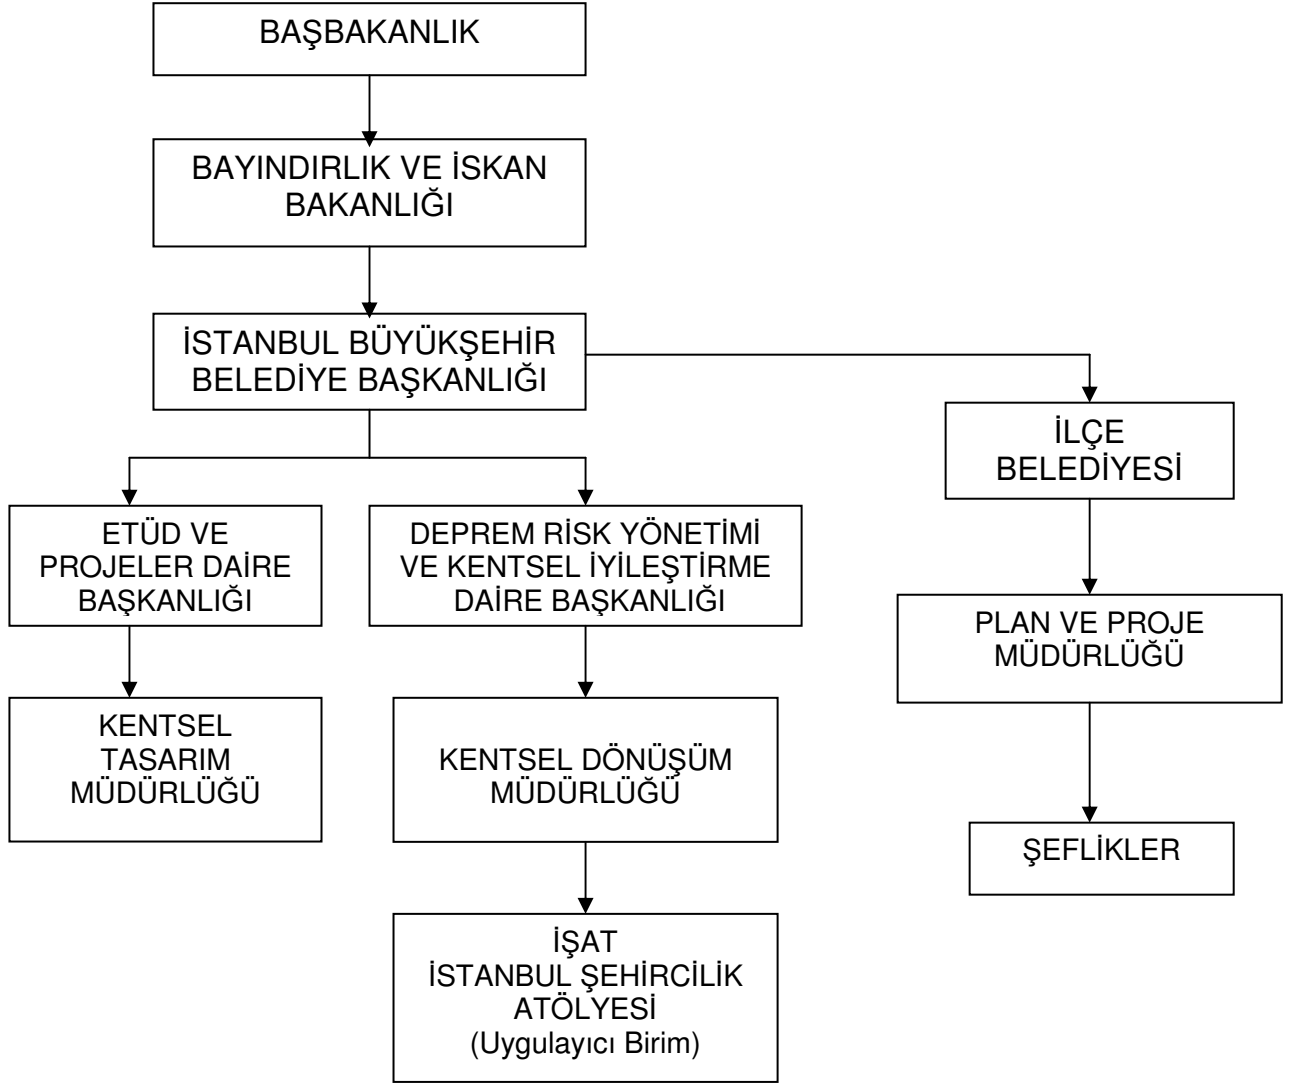 BAŞBAKANLIK
BAYINDIRLIK VE İSKAN
BAKANLIĞI
İSTANBUL BÜYÜKŞEHİR
BELEDİYE BAŞKANLIĞI
İLÇE
BELEDİYESİ
ETÜD VE
PROJELER DAİRE
BAŞKANLIĞI
DEPREM RİSK YÖNETİMİ
VE KENTSEL İYİLEŞTİRME
DAİRE BAŞKANLIĞI
PLAN VE PROJE
MÜDÜRLÜĞÜ
KENTSEL
TASARIM
MÜDÜRLÜĞÜ
KENTSEL DÖNÜŞÜM
MÜDÜRLÜĞÜ
ŞEFLİKLER
İŞAT
İSTANBUL ŞEHİRCİLİK
ATÖLYESİ
(Uygulayıcı Birim)